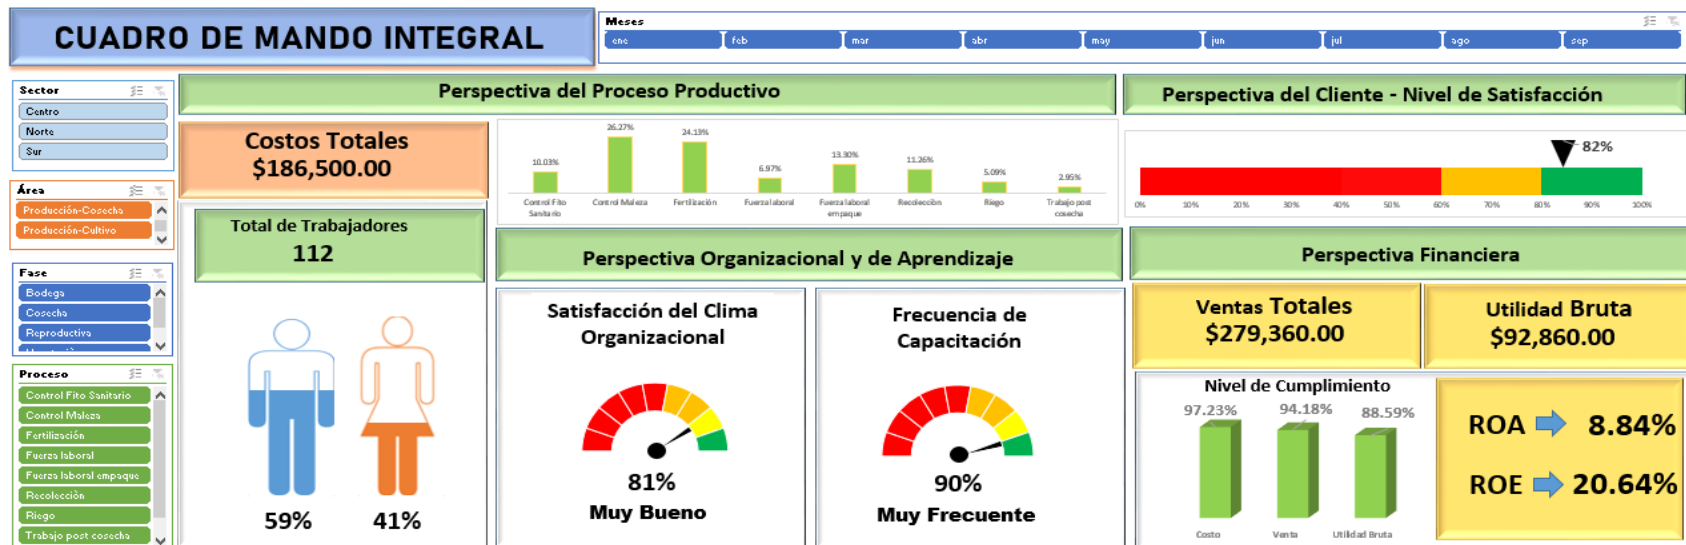 CUADRO DE MANDO INTEGRAL
Meses
ene feb mar abr may jun jul ago sep
Sector
Centro
Norte
Sur
Área
Producción-Cosecha
Producción-Cultivo
Fase
Bodega
Cosecha
Reproductiva
Proceso
Control Fito Sanitario
Control Maleza
Fertilización
Fuerza laboral
Fuerza laboral empaque
Recolección
Riego
Trabajo post cosecha
Perspectiva del Proceso Productivo
Costos Totales
$186,500.00
10.03% 26.27% 24.13% 6.97% 13.30% 11.26% 5.09% 2.95%
Control Fito Control Maleza Fertilización Fuerza laboral Fuerza laboral Recolección Riego Trabajo post
Sanitario empaque cosecha
Total de Trabajadores
112
59% 41%
Perspectiva Organizacional y de Aprendizaje
Satisfacción del Clima
Organizacional
81%
Muy Bueno
Frecuencia de
Capacitación
90%
Muy Frecuente
Perspectiva del Cliente - Nivel de Satisfacción
82%
0% 10% 20% 30% 40% 50% 60% 70% 80% 90% 100%
Perspectiva Financiera
Ventas Totales
$279,360.00
Utilidad Bruta
$92,860.00
Nivel de Cumplimiento
97.23% 94.18% 88.59%
Costo Venta Utilidad Bruta
ROA 8.84%
ROE 20.64%